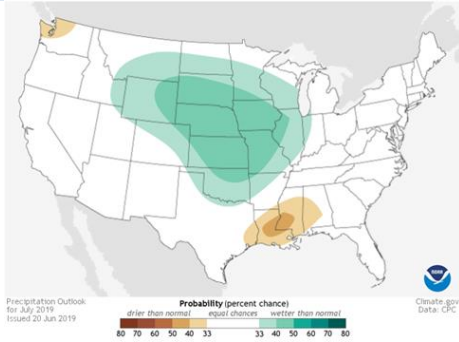 Precipitation Outlook
for July 2019
Issued 20 Jun 2019
Probability (percent chance)
drier than normal equal chances wetter than normal
80 70 60 50 40 33 33 40 50 60 70 80
NOAA
Climate.gov
Data: CPC